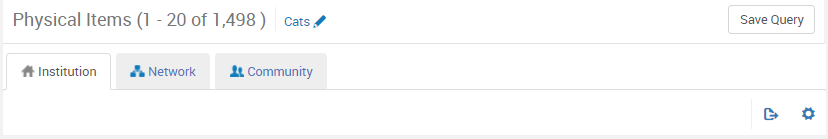 Physical Items (1 - 20 of 1,498 ) Cats Save Query
Institution Network Community